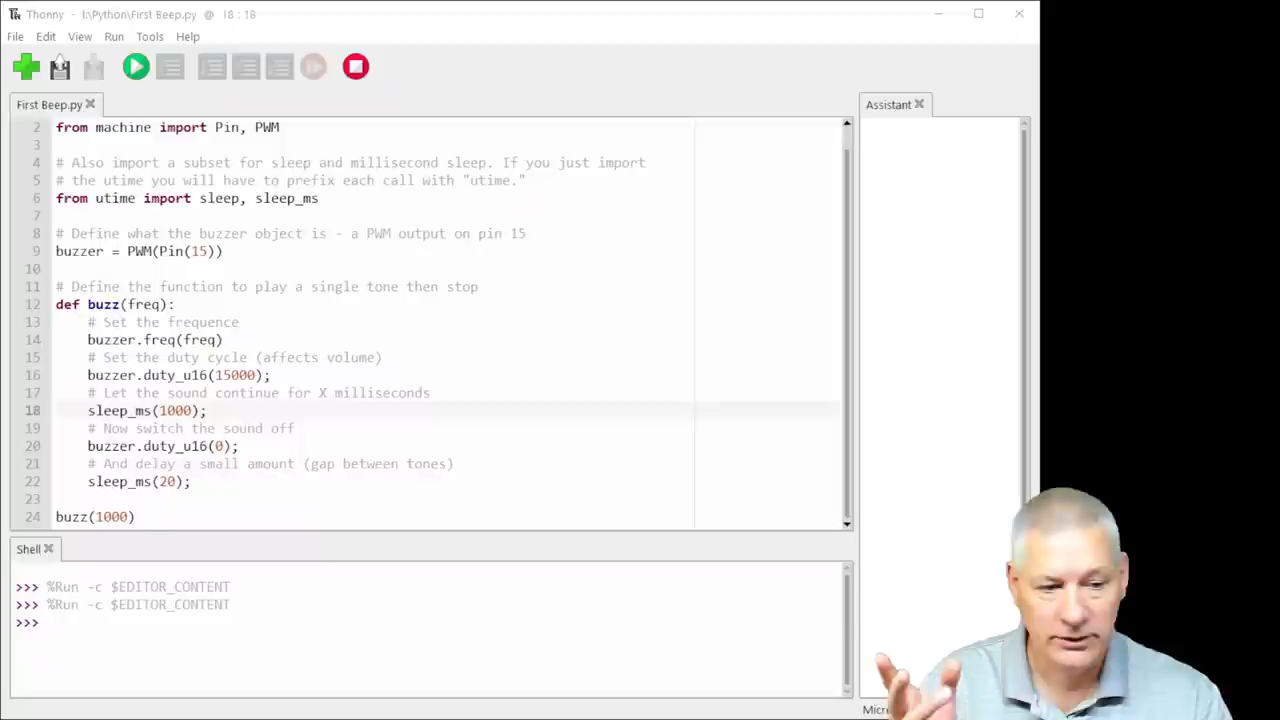 Thonny - I:\Python\First Beep.py @ 18 : 18
File Edit View Run Tools Help
First Beep.py
Assistant
2 from machine import Pin, PWM
3
4 # Also import a subset for sleep and millisecond sleep. If you just import
5 # the utime you will have to prefix each call with "utime."
6 from utime import sleep, sleep_ms
7
8 # Define what the buzzer object is - a PWM output on pin 15
9 buzzer = PWM(Pin(15))
10
11 # Define the function to play a single tone then stop
12 def buzz(freq):
13 # Set the frequence
14 buzzer.freq(freq)
15 # Set the duty cycle (affects volume)
16 buzzer.duty_u16(15000);
17 # Let the sound continue for X milliseconds
18 sleep_ms(1000);
19 # Now switch the sound off
20 buzzer.duty_u16(0);
21 # And delay a small amount (gap between tones)
22 sleep_ms(20);
23
24 buzz(1000)
Shell
>>> %Run -c $EDITOR_CONTENT
>>> %Run -c $EDITOR_CONTENT
>>>